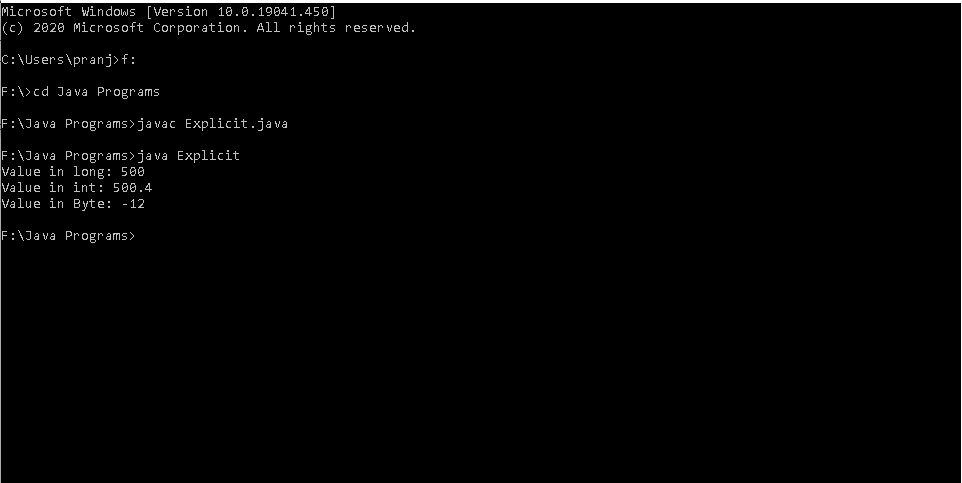 Microsoft Windows [Version 10.0.19041.450]
(c) 2020 Microsoft Corporation. All rights reserved.
C:\Users\pranj>f:
F:\>cd Java Programs
F:\Java Programs>javac Explicit.java
F:\Java Programs>java Explicit
Value in long: 500
Value in int: 500.4
Value in Byte: -12
F:\Java Programs>